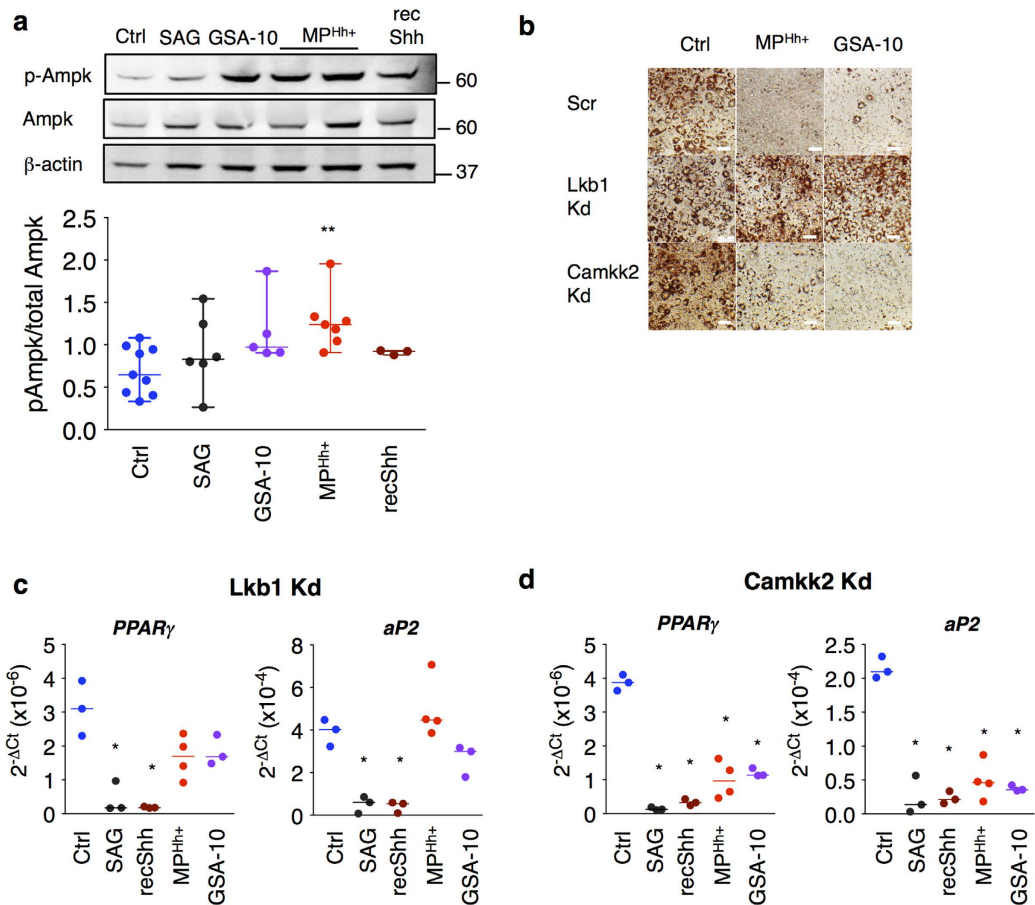 a
Ctrl SAG GSA-10 MPHh+ rec Shh
p-Ampk 60
Ampk 60
β-actin 37
pAmpk/total Ampk
2.5
2.0
1.5
1.0
0.5
0.0
**
Ctrl SAG GSA-10 MPHh+ recShh
b
Ctrl MPHh+ GSA-10
Scr
Lkb1 Kd
Camkk2 Kd
c
Lkb1 Kd
PPARγ
2-ΔCt (x10-6)
5
4
3
2
1
0
* *
Ctrl SAG recShh MPHh+ GSA-10
aP2
2-ΔCt (x10-4)
8
6
4
2
0
* *
Ctrl SAG recShh MPHh+ GSA-10
d
Camkk2 Kd
PPARγ
2-ΔCt (x10-6)
5
4
3
2
1
0
* * * *
Ctrl SAG recShh MPHh+ GSA-10
aP2
2-ΔCt (x10-4)
2.5
2.0
1.5
1.0
0.5
0.0
* * * *
Ctrl SAG recShh MPHh+ GSA-10